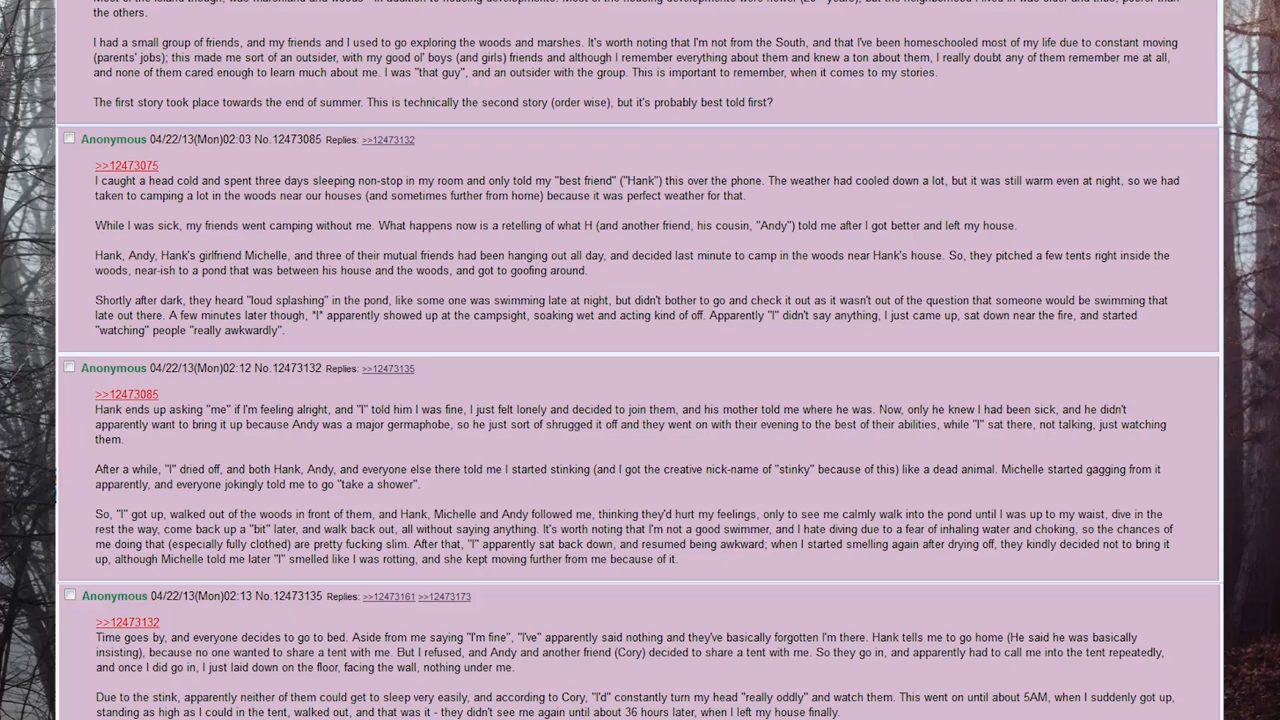 the others.
I had a small group of friends, and my friends and I used to go exploring the woods and marshes. It's worth noting that I'm not from the South, and that I've been homeschooled most of my life due to constant moving
(parents' jobs); this made me sort of an outsider, with my good ol' boys (and girls) friends and although I remember everything about them and knew a ton about them, I really doubt any of them remember me at all,
and none of them cared enough to learn much about me. I was "that guy", and an outsider with the group. This is important to remember, when it comes to my stories.
The first story took place towards the end of summer. This is technically the second story (order wise), but it's probably best told first?
Anonymous 04/22/13(Mon)02:03 No.12473085 Replies: >>12473132
>>12473075
I caught a head cold and spent three days sleeping non-stop in my room and only told my "best friend" ("Hank") this over the phone. The weather had cooled down a lot, but it was still warm even at night, so we had
taken to camping a lot in the woods near our houses (and sometimes further from home) because it was perfect weather for that.
While I was sick, my friends went camping without me. What happens now is a retelling of what H (and another friend, his cousin, "Andy") told me after I got better and left my house.
Hank, Andy, Hank's girlfriend Michelle, and three of their mutual friends had been hanging out all day, and decided last minute to camp in the woods near Hank's house. So, they pitched a few tents right inside the
woods, near-ish to a pond that was between his house and the woods, and got to goofing around.
Shortly after dark, they heard "loud splashing" in the pond, like some one was swimming late at night, but didn't bother to go and check it out as it wasn't out of the question that someone would be swimming that
late out there. A few minutes later though, *I* apparently showed up at the campsight, soaking wet and acting kind of off. Apparently "I" didn't say anything, I just came up, sat down near the fire, and started
"watching" people "really awkwardly".
Anonymous 04/22/13(Mon)02:12 No.12473132 Replies: >>12473135
>>12473085
Hank ends up asking "me" if I'm feeling alright, and "I" told him I was fine, I just felt lonely and decided to join them, and his mother told me where he was. Now, only he knew I had been sick, and he didn't
apparently want to bring it up because Andy was a major germaphobe, so he just sort of shrugged it off and they went on with their evening to the best of their abilities, while "I" sat there, not talking, just watching
them.
After a while, "I" dried off, and both Hank, Andy, and everyone else there told me I started stinking (and I got the creative nick-name of "stinky" because of this) like a dead animal. Michelle started gagging from it
apparently, and everyone jokingly told me to go "take a shower".
So, "I" got up, walked out of the woods in front of them, and Hank, Michelle and Andy followed me, thinking they'd hurt my feelings, only to see me calmly walk into the pond until I was up to my waist, dive in the
rest the way, come back up a "bit" later, and walk back out, all without saying anything. It's worth noting that I'm not a good swimmer, and I hate diving due to a fear of inhaling water and choking, so the chances of
me doing that (especially fully clothed) are pretty fucking slim. After that, "I" apparently sat back down, and resumed being awkward; when I started smelling again after drying off, they kindly decided not to bring it
up, although Michelle told me later "I" smelled like I was rotting, and she kept moving further from me because of it.
Anonymous 04/22/13(Mon)02:13 No.12473135 Replies: >>12473161 >>12473173
>>12473132
Time goes by, and everyone decides to go to bed. Aside from me saying "I'm fine", "I've" apparently said nothing and they've basically forgotten I'm there. Hank tells me to go home (He said he was basically
insisting), because no one wanted to share a tent with me. But I refused, and Andy and another friend (Cory) decided to share a tent with me. So they go in, and apparently had to call me into the tent repeatedly,
and once I did go in, I just laid down on the floor, facing the wall, nothing under me.
Due to the stink, apparently neither of them could get to sleep very easily, and according to Cory, "I'd" constantly turn my head "really oddly" and watch them. This went on until about 5AM, when I suddenly got up,
standing as high as I could in the tent, walked out, and that was it - they didn't see me again until about 36 hours later, when I left my house finally.